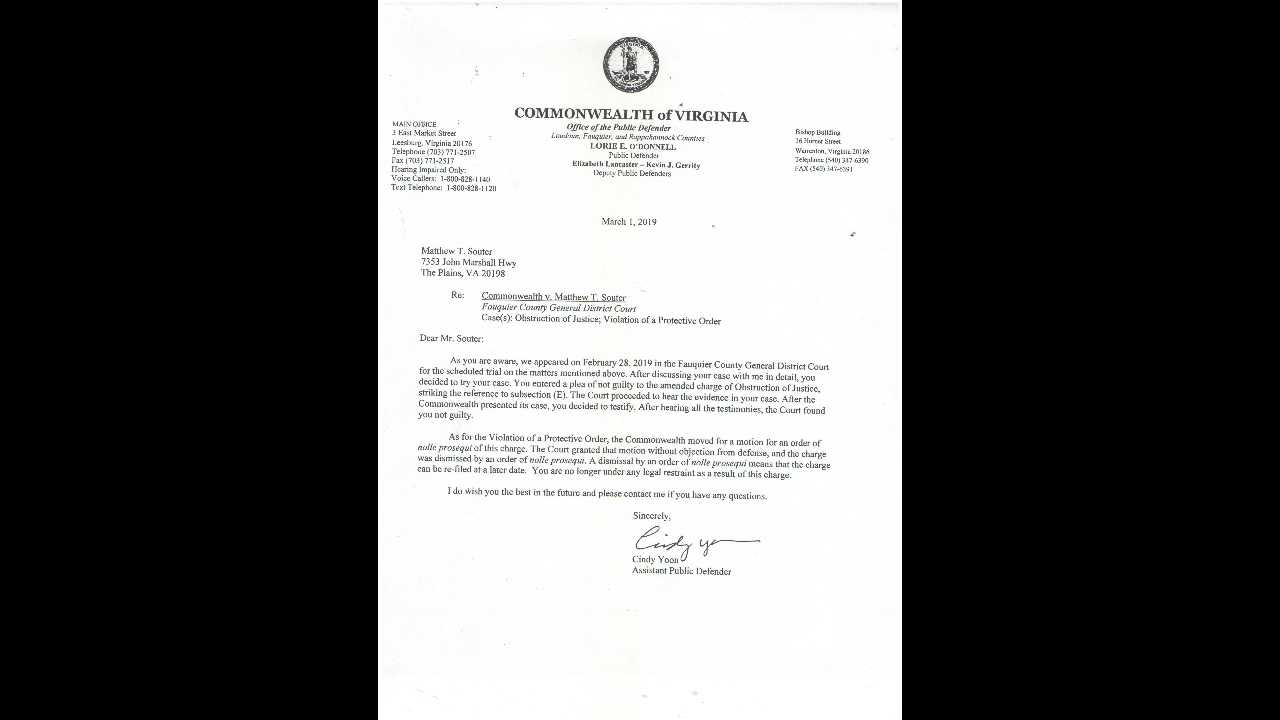 COMMONWEALTH of VIRGINIA
Office of the Public Defender
Loudoun, Fauquier, and Rappahannock Counties
LORIE E. O'DONNELL
Public Defender
Elizabeth Lancaster – Kevin J. Gerrity
Deputy Public Defenders
MAIN OFFICE
3 East Market Street
Leesburg, Virginia 20176
Telephone (703) 771-2507
Fax (703) 771-2517
Hearing Impaired Only:
Voice Callers: 1-800-828-1140
Text Telephone: 1-800-828-1120
Bishop Building
16 Horner Street
Warrenton, Virginia 20186
Telephone (540) 347-6390
FAX (540) 347-6391
March 1, 2019
Matthew T. Souter
7353 John Marshall Hwy
The Plains, VA 20198
Re: Commonwealth v. Matthew T. Souter
Fauquier County General District Court
Case(s): Obstruction of Justice; Violation of a Protective Order
Dear Mr. Souter:
As you are aware, we appeared on February 28, 2019 in the Fauquier County General District Court
for the scheduled trial on the matters mentioned above. After discussing your case with me in detail, you
decided to try your case. You entered a plea of not guilty to the amended charge of Obstruction of Justice,
striking the reference to subsection (E). The Court proceeded to hear the evidence in your case. After the
Commonwealth presented its case, you decided to testify. After hearing all the testimonies, the Court found
you not guilty.
As for the Violation of a Protective Order, the Commonwealth moved for a motion for an order of
nolle prosequi of this charge. The Court granted that motion without objection from defense, and the charge
was dismissed by an order of nolle prosequi. A dismissal by an order of nolle prosequi means that the charge
can be re-filed at a later date. You are no longer under any legal restraint as a result of this charge.
I do wish you the best in the future and please contact me if you have any questions.
Sincerely,
Cindy Yoon
Cindy Yoon
Assistant Public Defender